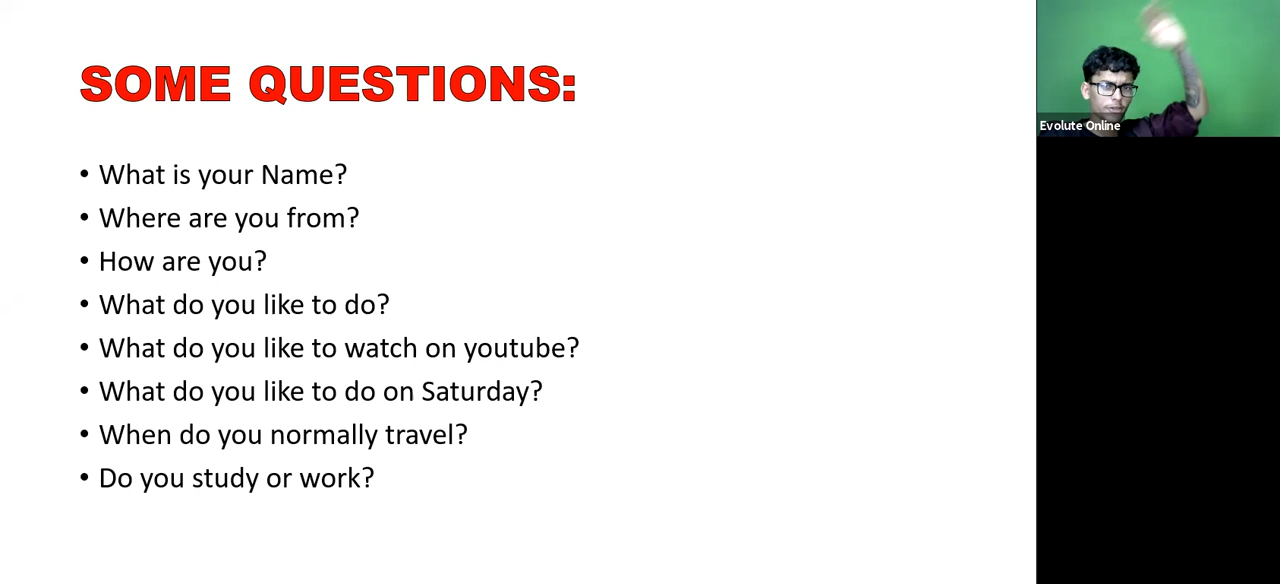 SOME QUESTIONS:
• What is your Name?
• Where are you from?
• How are you?
• What do you like to do?
• What do you like to watch on youtube?
• What do you like to do on Saturday?
• When do you normally travel?
• Do you study or work?
Evolute Online